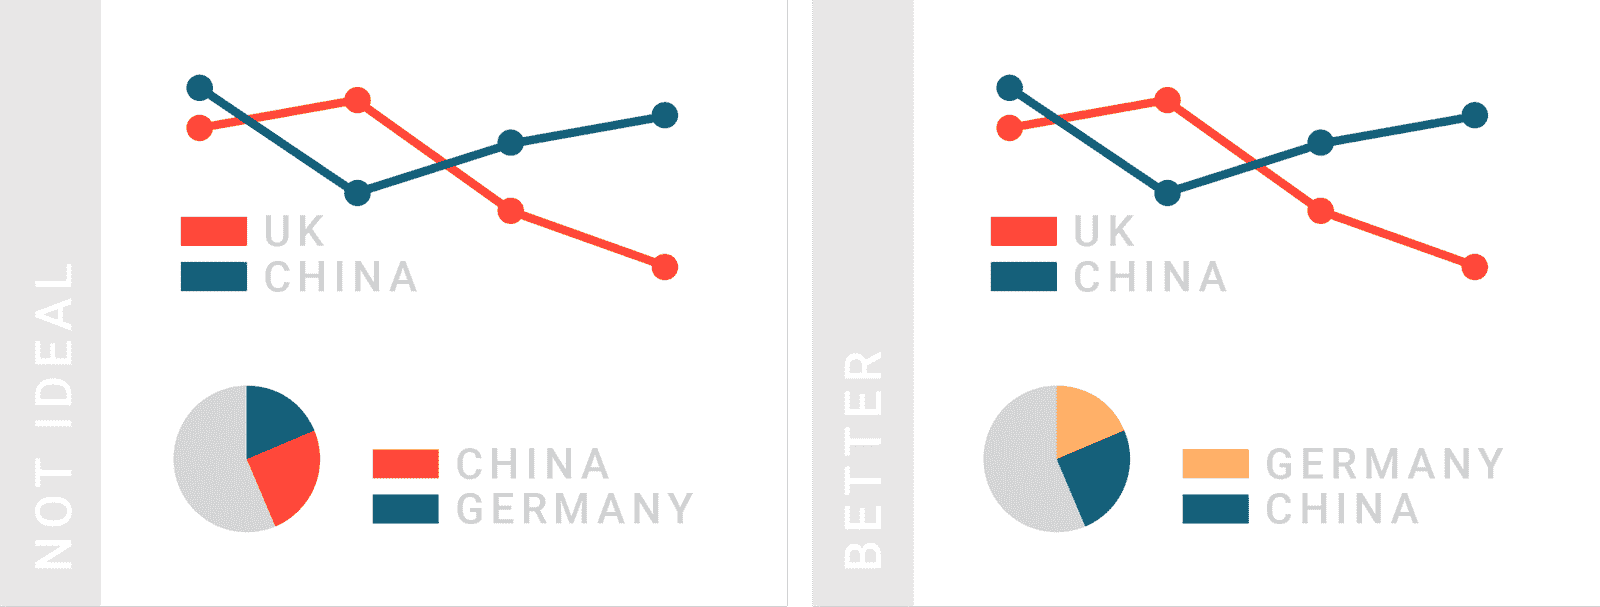 NOT IDEAL
UK
CHINA
CHINA
GERMANY
BETTER
UK
CHINA
GERMANY
CHINA